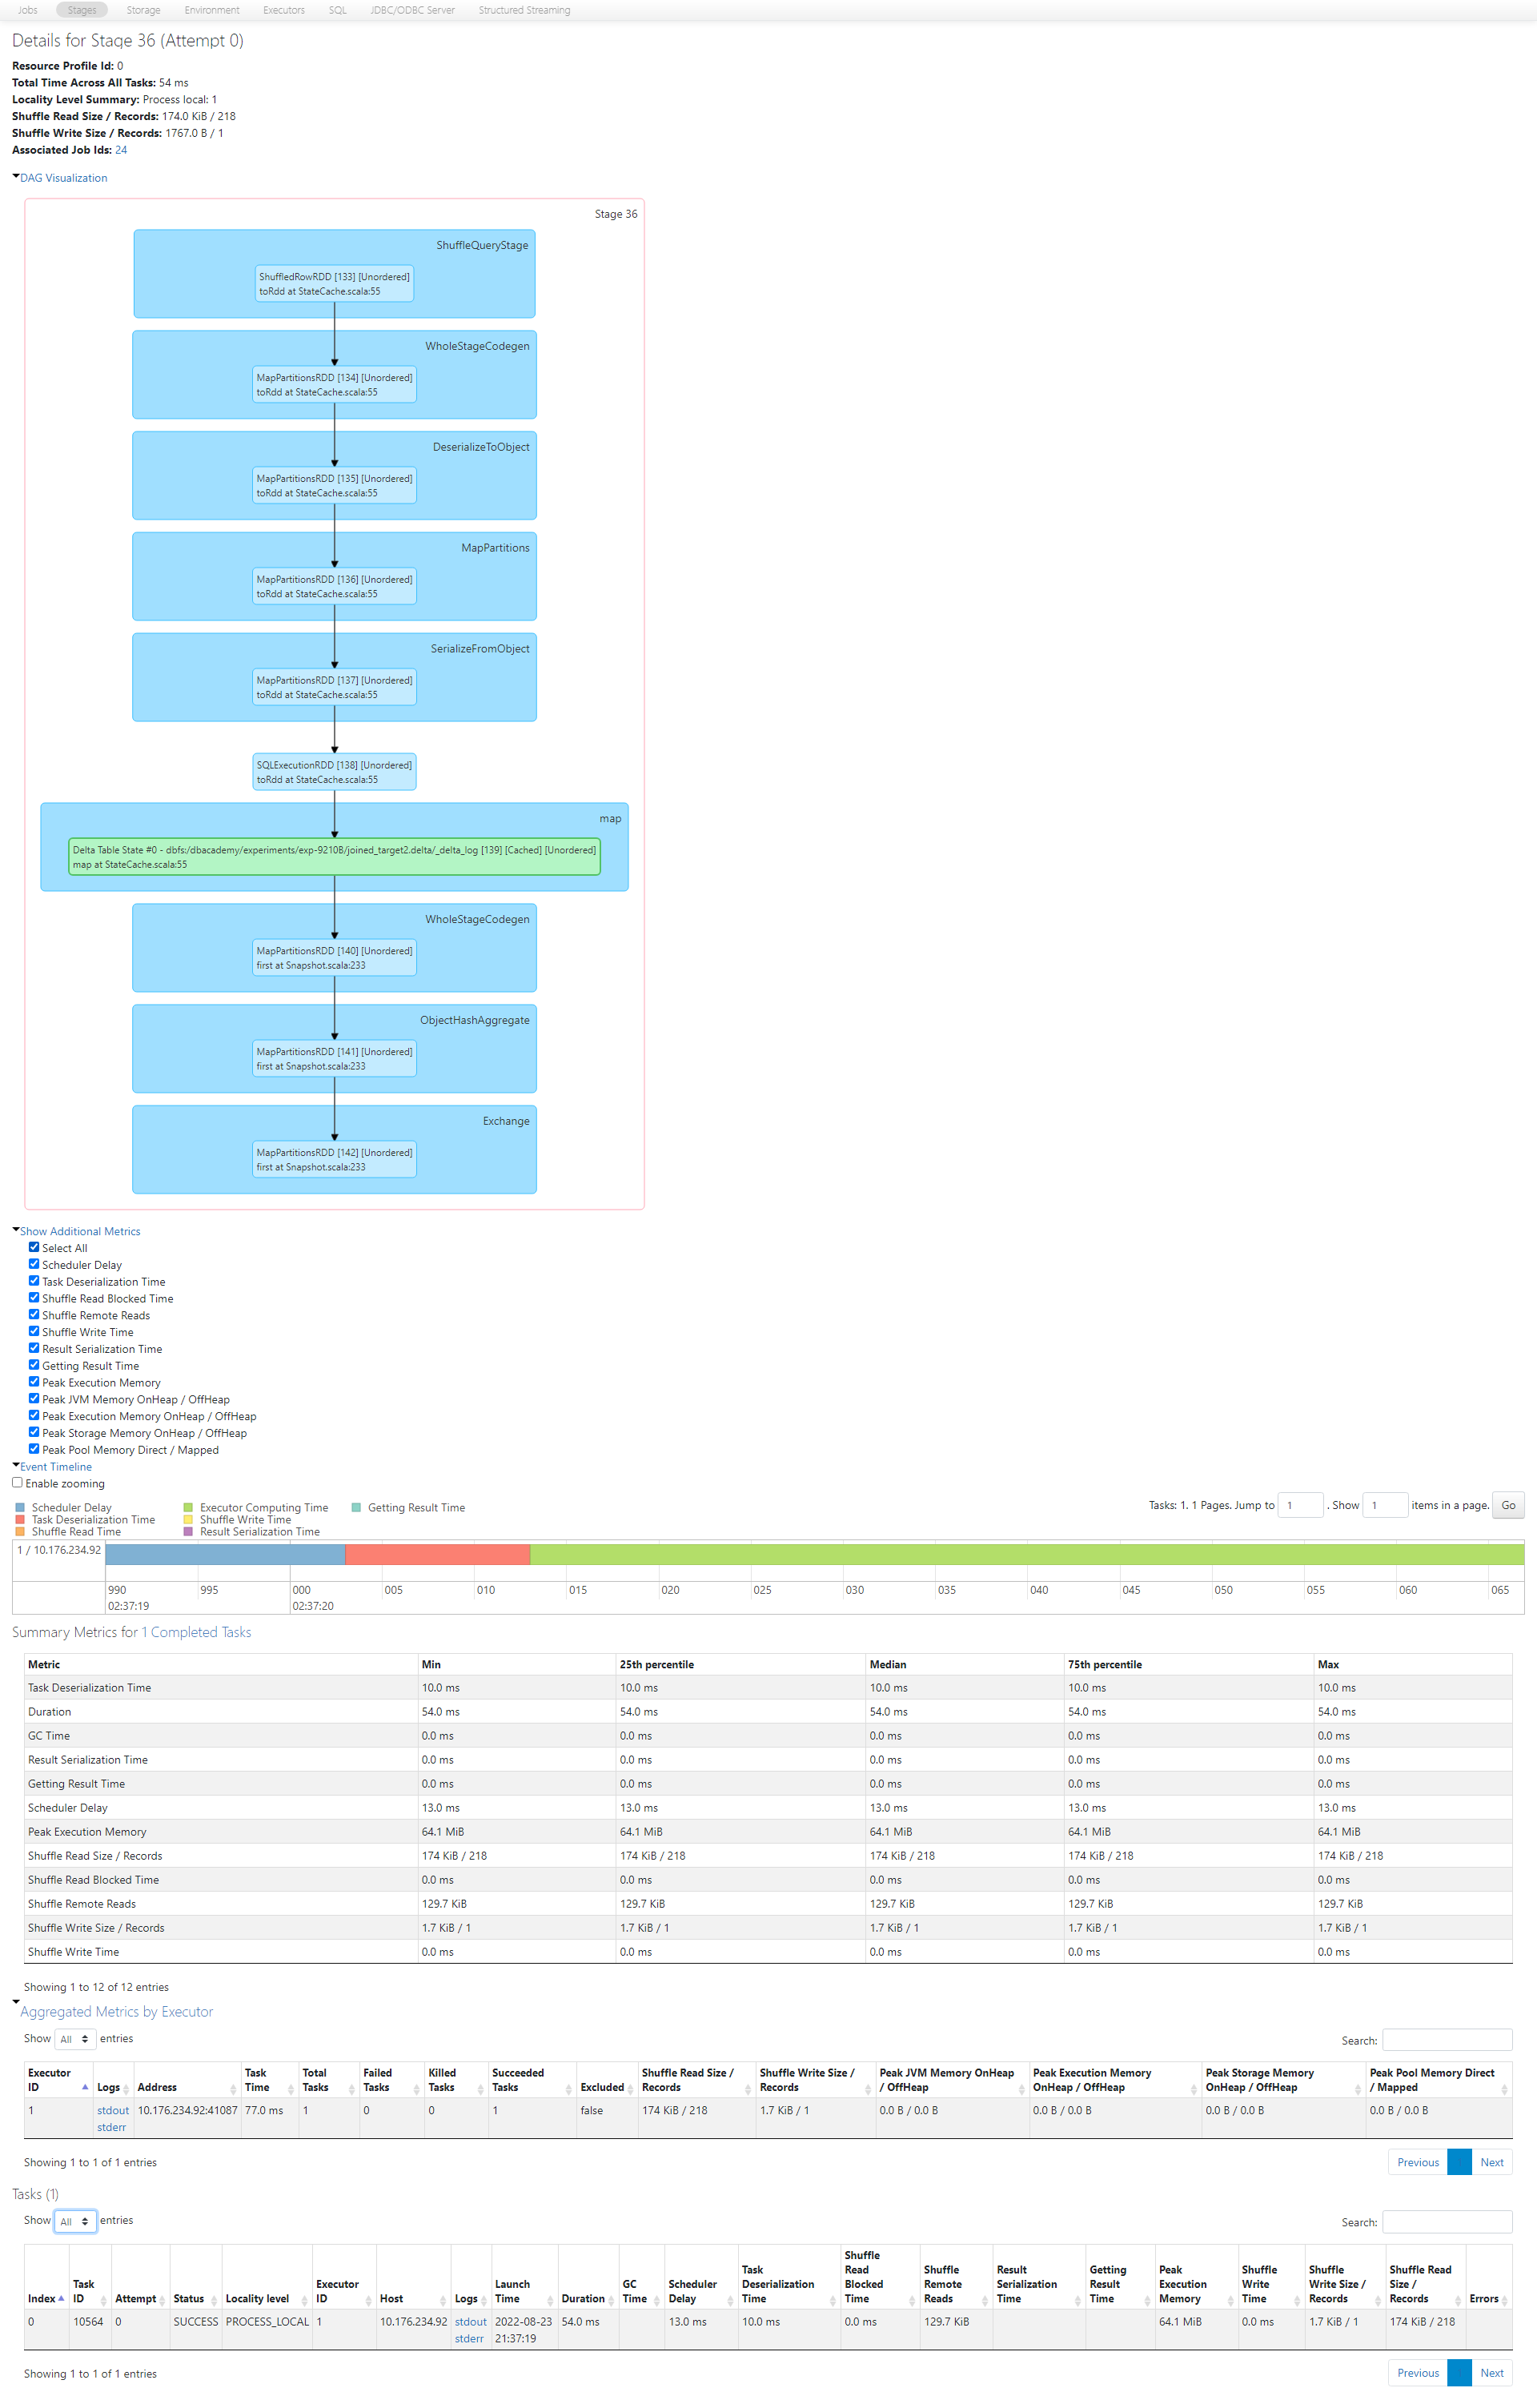 Jobs Stages Storage Environment Executors SQL JDBC/ODBC Server Structured Streaming
Details for Stage 36 (Attempt 0)
Resource Profile Id: 0
Total Time Across All Tasks: 54 ms
Locality Level Summary: Process local: 1
Shuffle Read Size / Records: 174.0 KiB / 218
Shuffle Write Size / Records: 1767.0 B / 1
Associated Job Ids: 24
DAG Visualization
Stage 36
ShuffleQueryStage
ShuffledRowRDD [133] [Unordered]
toRdd at StateCache.scala:55
WholeStageCodegen
MapPartitionsRDD [134] [Unordered]
toRdd at StateCache.scala:55
DeserializeToObject
MapPartitionsRDD [135] [Unordered]
toRdd at StateCache.scala:55
MapPartitions
MapPartitionsRDD [136] [Unordered]
toRdd at StateCache.scala:55
SerializeFromObject
MapPartitionsRDD [137] [Unordered]
toRdd at StateCache.scala:55
SQLExecutionRDD [138] [Unordered]
toRdd at StateCache.scala:55
map
Delta Table State #0 - dbfs:/dbacademy/experiments/exp-9210B/joined_target2.delta/_delta_log [139] [Cached] [Unordered]
map at StateCache.scala:55
WholeStageCodegen
MapPartitionsRDD [140] [Unordered]
first at Snapshot.scala:233
ObjectHashAggregate
MapPartitionsRDD [141] [Unordered]
first at Snapshot.scala:233
Exchange
MapPartitionsRDD [142] [Unordered]
first at Snapshot.scala:233
Show Additional Metrics
Select All
Scheduler Delay
Task Deserialization Time
Shuffle Read Blocked Time
Shuffle Remote Reads
Shuffle Write Time
Result Serialization Time
Getting Result Time
Peak Execution Memory
Peak JVM Memory OnHeap / OffHeap
Peak Execution Memory OnHeap / OffHeap
Peak Storage Memory OnHeap / OffHeap
Peak Pool Memory Direct / Mapped
Event Timeline
Enable zooming
Tasks: 1. 1 Pages. Jump to 1 . Show 1 items in a page. Go
Scheduler Delay Executor Computing Time Getting Result Time
Task Deserialization Time Shuffle Write Time
Shuffle Read Time Result Serialization Time
1 / 10.176.234.92
990 995 000 005 010 015 020 025 030 035 040 045 050 055 060 065
02:37:19 02:37:20
Summary Metrics for 1 Completed Tasks
Metric Min 25th percentile Median 75th percentile Max
Task Deserialization Time 10.0 ms 10.0 ms 10.0 ms 10.0 ms 10.0 ms
Duration 54.0 ms 54.0 ms 54.0 ms 54.0 ms 54.0 ms
GC Time 0.0 ms 0.0 ms 0.0 ms 0.0 ms 0.0 ms
Result Serialization Time 0.0 ms 0.0 ms 0.0 ms 0.0 ms 0.0 ms
Getting Result Time 0.0 ms 0.0 ms 0.0 ms 0.0 ms 0.0 ms
Scheduler Delay 13.0 ms 13.0 ms 13.0 ms 13.0 ms 13.0 ms
Peak Execution Memory 64.1 MiB 64.1 MiB 64.1 MiB 64.1 MiB 64.1 MiB
Shuffle Read Size / Records 174 KiB / 218 174 KiB / 218 174 KiB / 218 174 KiB / 218 174 KiB / 218
Shuffle Read Blocked Time 0.0 ms 0.0 ms 0.0 ms 0.0 ms 0.0 ms
Shuffle Remote Reads 129.7 KiB 129.7 KiB 129.7 KiB 129.7 KiB 129.7 KiB
Shuffle Write Size / Records 1.7 KiB / 1 1.7 KiB / 1 1.7 KiB / 1 1.7 KiB / 1 1.7 KiB / 1
Shuffle Write Time 0.0 ms 0.0 ms 0.0 ms 0.0 ms 0.0 ms
Showing 1 to 12 of 12 entries
Aggregated Metrics by Executor
Show All entries Search:
Executor ID Logs Address Task Time Total Tasks Failed Tasks Killed Tasks Succeeded Tasks Excluded Shuffle Read Size / Records Shuffle Write Size / Records Peak JVM Memory OnHeap / OffHeap Peak Execution Memory OnHeap / OffHeap Peak Storage Memory OnHeap / OffHeap Peak Pool Memory Direct / Mapped
1 stdout 10.176.234.92:41087 77.0 ms 1 0 0 1 false 174 KiB / 218 1.7 KiB / 1 0.0 B / 0.0 B 0.0 B / 0.0 B 0.0 B / 0.0 B 0.0 B / 0.0 B
stderr
Showing 1 to 1 of 1 entries Previous Next
Tasks (1)
Show All entries Search:
Index Task ID Attempt Status Locality level Executor ID Host Logs Launch Time Duration GC Time Scheduler Delay Task Deserialization Time Shuffle Read Blocked Time Shuffle Remote Reads Result Serialization Time Getting Result Time Peak Execution Memory Shuffle Write Time Shuffle Write Size / Records Shuffle Read Size / Records Errors
0 10564 0 SUCCESS PROCESS_LOCAL 1 10.176.234.92 stdout 2022-08-23 54.0 ms 13.0 ms 10.0 ms 0.0 ms 129.7 KiB 64.1 MiB 0.0 ms 1.7 KiB / 1 174 KiB / 218
stderr 21:37:19
Showing 1 to 1 of 1 entries Previous Next